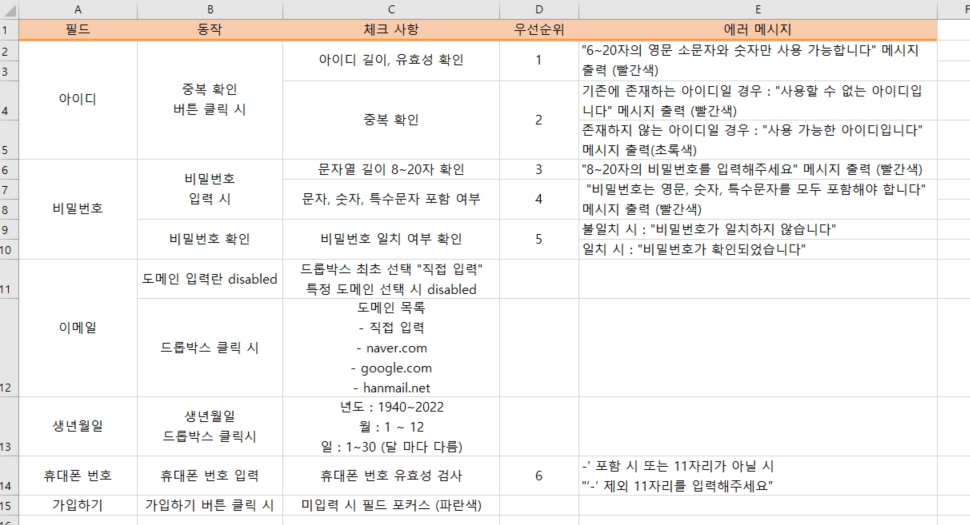 A B C D E F
1 필드 동작 체크 사항 우선순위 에러 메시지
2 아이디 길이, 유효성 확인 1 "6~20자의 영문 소문자와 숫자만 사용 가능합니다" 메시지
3 출력 (빨간색)
아이디 중복 확인
버튼 클릭 시
4 중복 확인 2 기존에 존재하는 아이디일 경우 : "사용할 수 없는 아이디입
니다" 메시지 출력 (빨간색)
5 존재하지 않는 아이디일 경우 : "사용 가능한 아이디입니다"
메시지 출력(초록색)
6 문자열 길이 8~20자 확인 3 "8~20자의 비밀번호를 입력해주세요" 메시지 출력 (빨간색)
비밀번호 비밀번호
입력 시
7 문자, 숫자, 특수문자 포함 여부 4 "비밀번호는 영문, 숫자, 특수문자를 모두 포함해야 합니다"
8 메시지 출력 (빨간색)
9 비밀번호 확인 비밀번호 일치 여부 확인 5 불일치 시 : "비밀번호가 일치하지 않습니다"
10 일치 시 : "비밀번호가 확인되었습니다"
11 이메일 도메인 입력란 disabled 드롭박스 최초 선택 "직접 입력"
특정 도메인 선택 시 disabled
12 드롭박스 클릭 시 도메인 목록
- 직접 입력
- naver.com
- google.com
- hanmail.net
13 생년월일 생년월일
드롭박스 클릭시
년도 : 1940~2022
월 : 1 ~ 12
일 : 1~30 (달 마다 다름)
14 휴대폰 번호 휴대폰 번호 입력 휴대폰 번호 유효성 검사 6 -' 포함 시 또는 11자리가 아닐 시
"'-' 제외 11자리를 입력해주세요"
15 가입하기 가입하기 버튼 클릭 시 미입력 시 필드 포커스 (파란색)